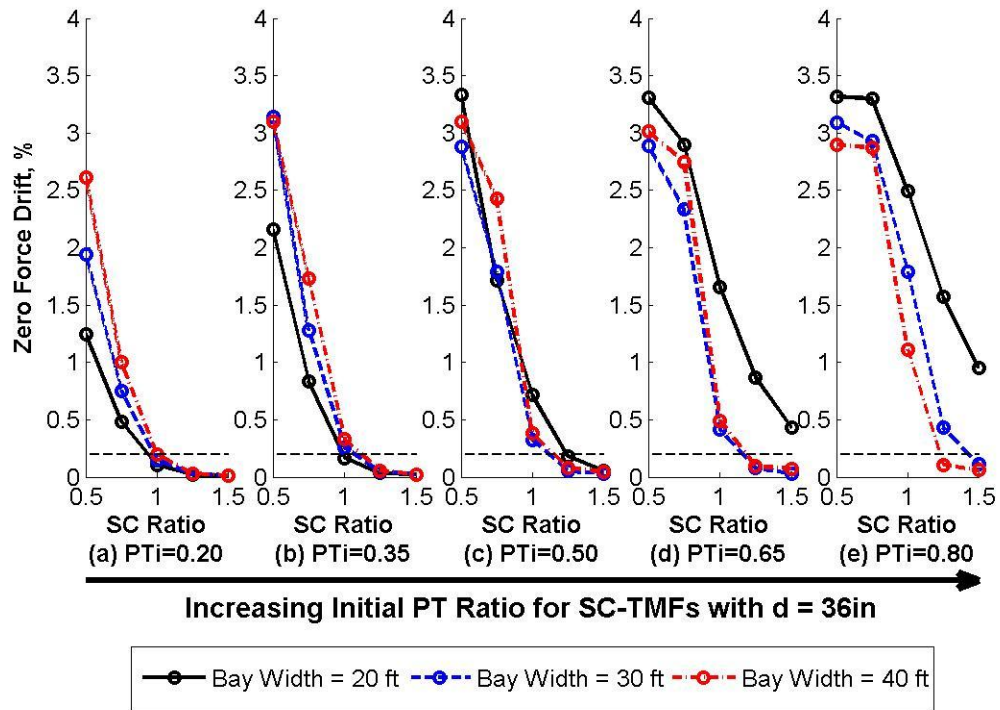 Zero Force Drift, %
4 4 4 4 4
3.5 3.5 3.5 3.5 3.5
3 3 3 3 3
2.5 2.5 2.5 2.5 2.5
2 2 2 2 2
1.5 1.5 1.5 1.5 1.5
1 1 1 1 1
0.5 0.5 0.5 0.5 0.5
0 0 0 0 0
0.5 1 1.5 0.5 1 1.5 0.5 1 1.5 0.5 1 1.5 0.5 1 1.5
SC Ratio SC Ratio SC Ratio SC Ratio SC Ratio
(a) PTi=0.20 (b) PTi=0.35 (c) PTi=0.50 (d) PTi=0.65 (e) PTi=0.80
Increasing Initial PT Ratio for SC-TMFs with d = 36in
Bay Width = 20 ft Bay Width = 30 ft Bay Width = 40 ft